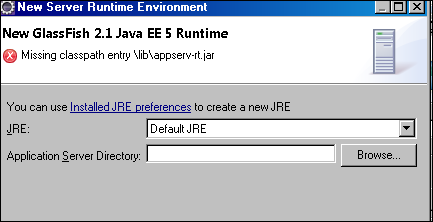 New Server Runtime Environment
New GlassFish 2.1 Java EE 5 Runtime
Missing classpath entry \lib\appserv-rt.jar
You can use Installed JRE preferences to create a new JRE
JRE: Default JRE
Application Server Directory: Browse...